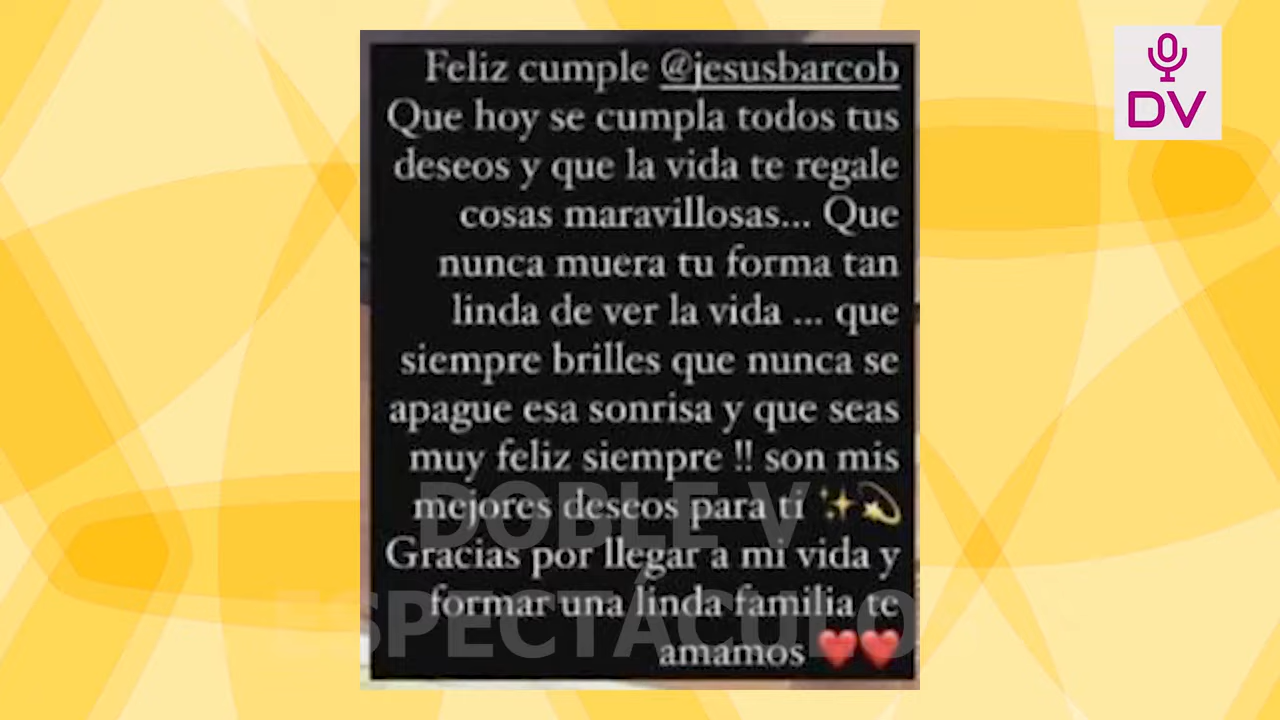 Feliz cumple @jesusbarcob
Que hoy se cumpla todos tus
deseos y que la vida te regale
cosas maravillosas... Que
nunca muera tu forma tan
linda de ver la vida ... que
siempre brilles que nunca se
apague esa sonrisa y que seas
muy feliz siempre !! son mis
mejores deseos para ti ✨💫
Gracias por llegar a mi vida y
formar una linda familia te
amamos ❤️❤️
DV
DOBLE V
ESPECTÁCULO